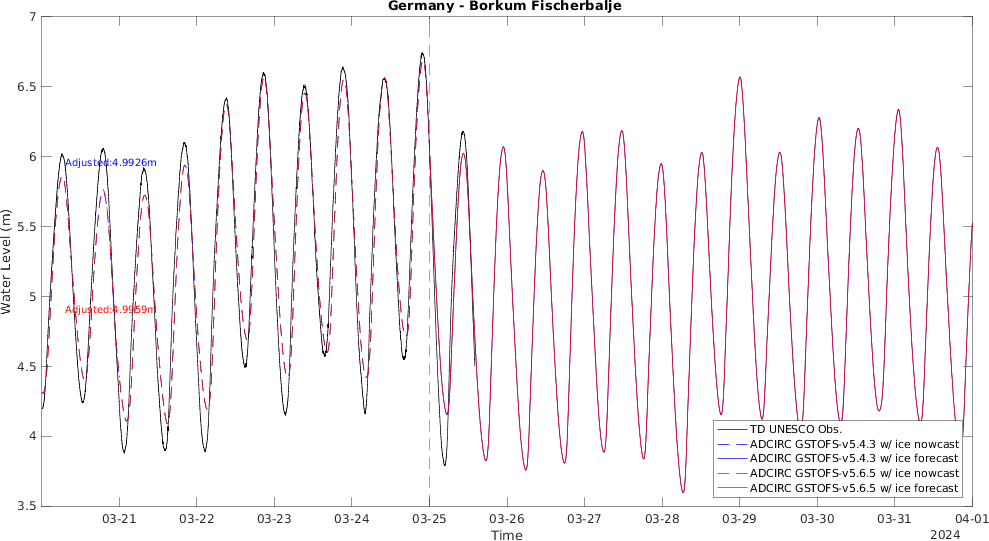 Germany - Borkum Fischerbalje
7
6.5
6
5.5
5
4.5
4
3.5
Water Level (m)
Adjusted:4.9926m
Adjusted:4.9959m
TD UNESCO Obs.
ADCIRC GSTOFS-v5.4.3 w/ ice nowcast
ADCIRC GSTOFS-v5.4.3 w/ ice forecast
ADCIRC GSTOFS-v5.6.5 w/ ice nowcast
ADCIRC GSTOFS-v5.6.5 w/ ice forecast
03-21 03-22 03-23 03-24 03-25 03-26 03-27 03-28 03-29 03-30 03-31 04-01
Time
2024